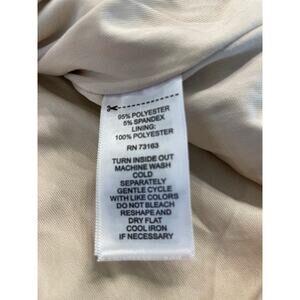 95% POLYESTER
5% SPANDEX
LINING:
100% POLYESTER
RN 73163
TURN INSIDE OUT
MACHINE WASH
COLD
SEPARATELY
GENTLE CYCLE
WITH LIKE COLORS
DO NOT BLEACH
RESHAPE AND
DRY FLAT
COOL IRON
IF NECESSARY